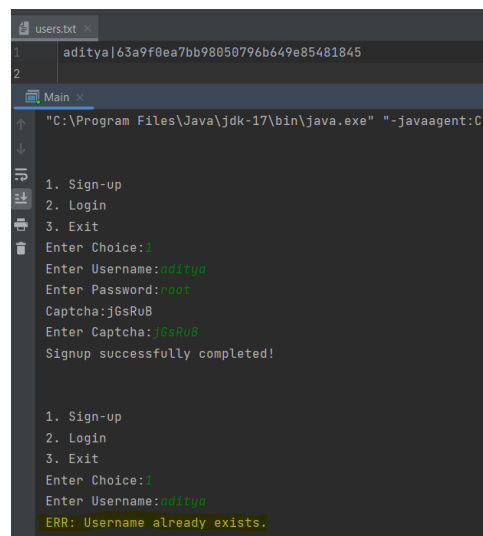 users.txt
1 aditya|63a9f0ea7bb98050796b649e85481845
2
Main
"C:\Program Files\Java\jdk-17\bin\java.exe" "-javaagent:C
1. Sign-up
2. Login
3. Exit
Enter Choice:1
Enter Username:aditya
Enter Password:root
Captcha:jGsRuB
Enter Captcha:jGsRuB
Signup successfully completed!
1. Sign-up
2. Login
3. Exit
Enter Choice:1
Enter Username:aditya
ERR: Username already exists.